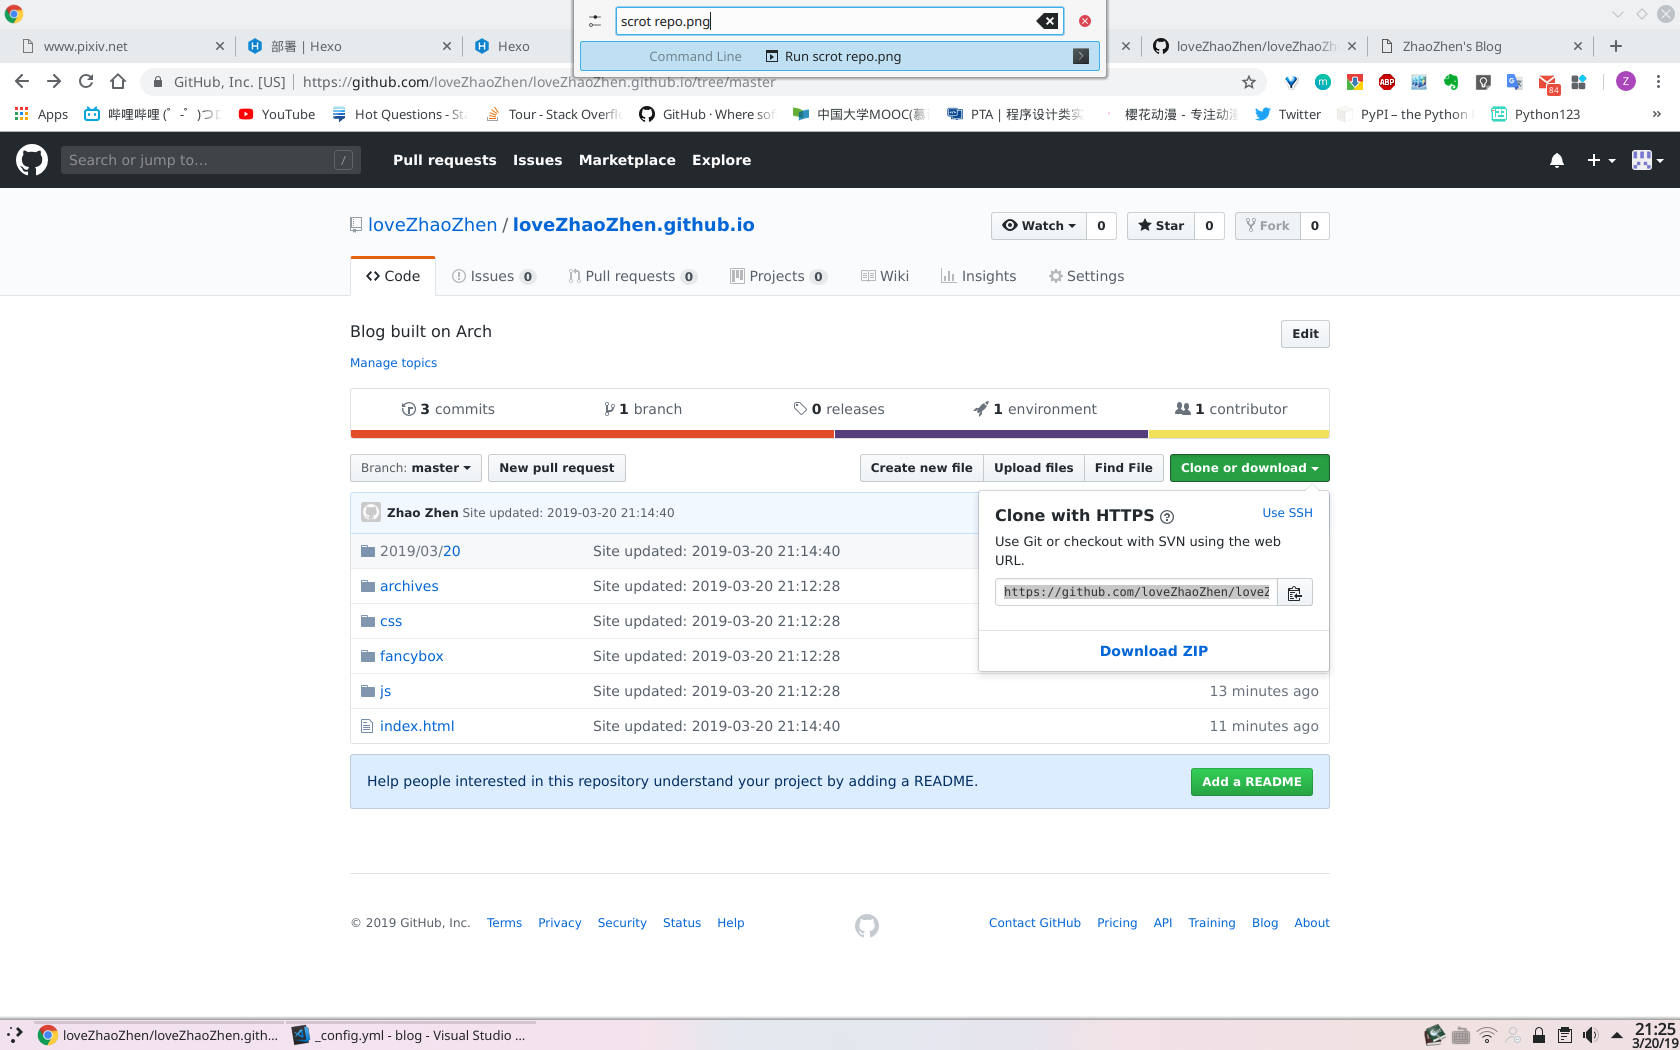 scrot repo.png
Command Line Run scrot repo.png
www.pixiv.net
部署 | Hexo
Hexo
loveZhaoZhen/loveZhaoZh
ZhaoZhen's Blog
GitHub, Inc. [US] https://github.com/loveZhaoZhen/loveZhaoZhen.github.io/tree/master
ABP
84
Z
Apps
哔哩哔哩 (゜-゜)つロ
YouTube
Hot Questions - Sta
Tour - Stack Overfl
GitHub · Where sof
中国大学MOOC(慕
PTA | 程序设计类实
樱花动漫 - 专注动漫
Twitter
PyPI – the Python
Python123
»
Search or jump to… /
Pull requests Issues Marketplace Explore
loveZhaoZhen / loveZhaoZhen.github.io
Watch 0
Star 0
Fork 0
Code
Issues 0
Pull requests 0
Projects 0
Wiki
Insights
Settings
Blog built on Arch
Edit
Manage topics
3 commits
1 branch
0 releases
1 environment
1 contributor
Branch: master
New pull request
Create new file
Upload files
Find File
Clone or download
Zhao Zhen Site updated: 2019-03-20 21:14:40
2019/03/20 Site updated: 2019-03-20 21:14:40
archives Site updated: 2019-03-20 21:12:28
css Site updated: 2019-03-20 21:12:28
fancybox Site updated: 2019-03-20 21:12:28
js Site updated: 2019-03-20 21:12:28 13 minutes ago
index.html Site updated: 2019-03-20 21:14:40 11 minutes ago
Clone with HTTPS
Use SSH
Use Git or checkout with SVN using the web
URL.
https://github.com/loveZhaoZhen/loveZ
Download ZIP
Help people interested in this repository understand your project by adding a README.
Add a README
© 2019 GitHub, Inc. Terms Privacy Security Status Help
Contact GitHub Pricing API Training Blog About
loveZhaoZhen/loveZhaoZhen.gith...
_config.yml - blog - Visual Studio ...
21:25
3/20/19